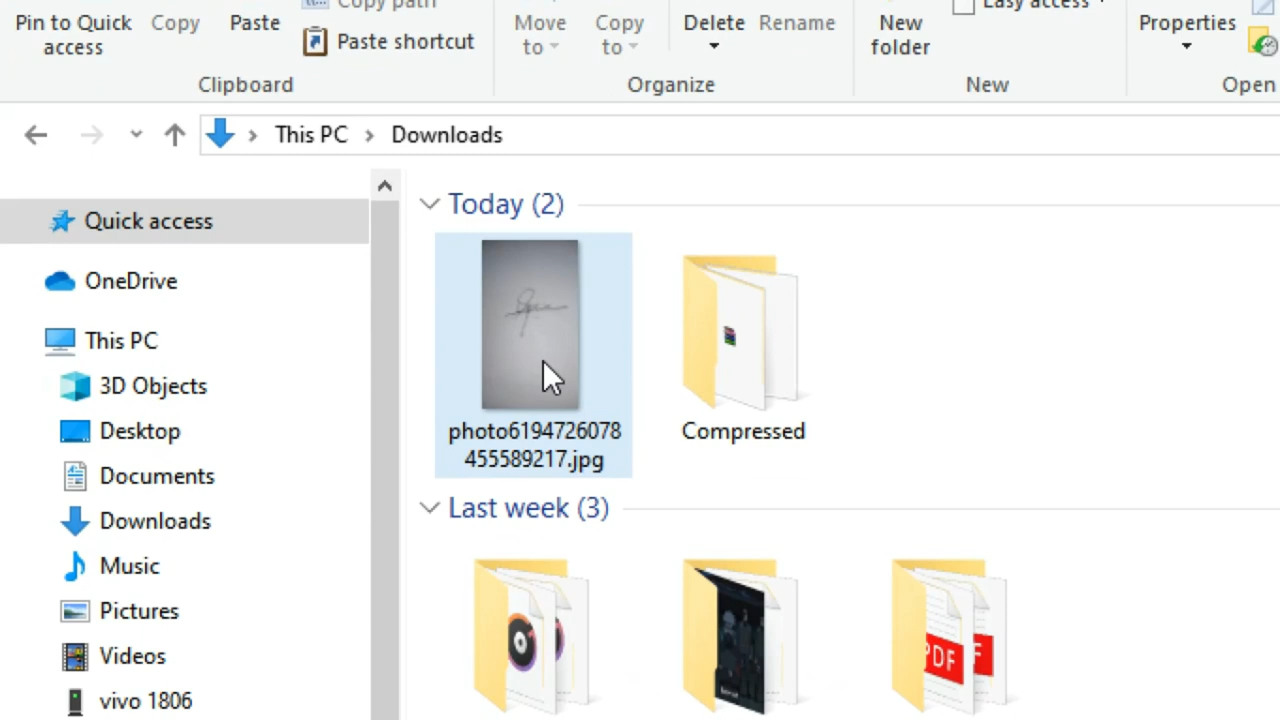 Copy path
Easy access
Pin to Quick access
Copy
Paste
Paste shortcut
Move to
Copy to
Delete
Rename
New folder
Properties
Clipboard
Organize
New
Open
This PC > Downloads
Quick access
OneDrive
This PC
3D Objects
Desktop
Documents
Downloads
Music
Pictures
Videos
vivo 1806
Today (2)
photo6194726078
455589217.jpg
Compressed
Last week (3)
PDF